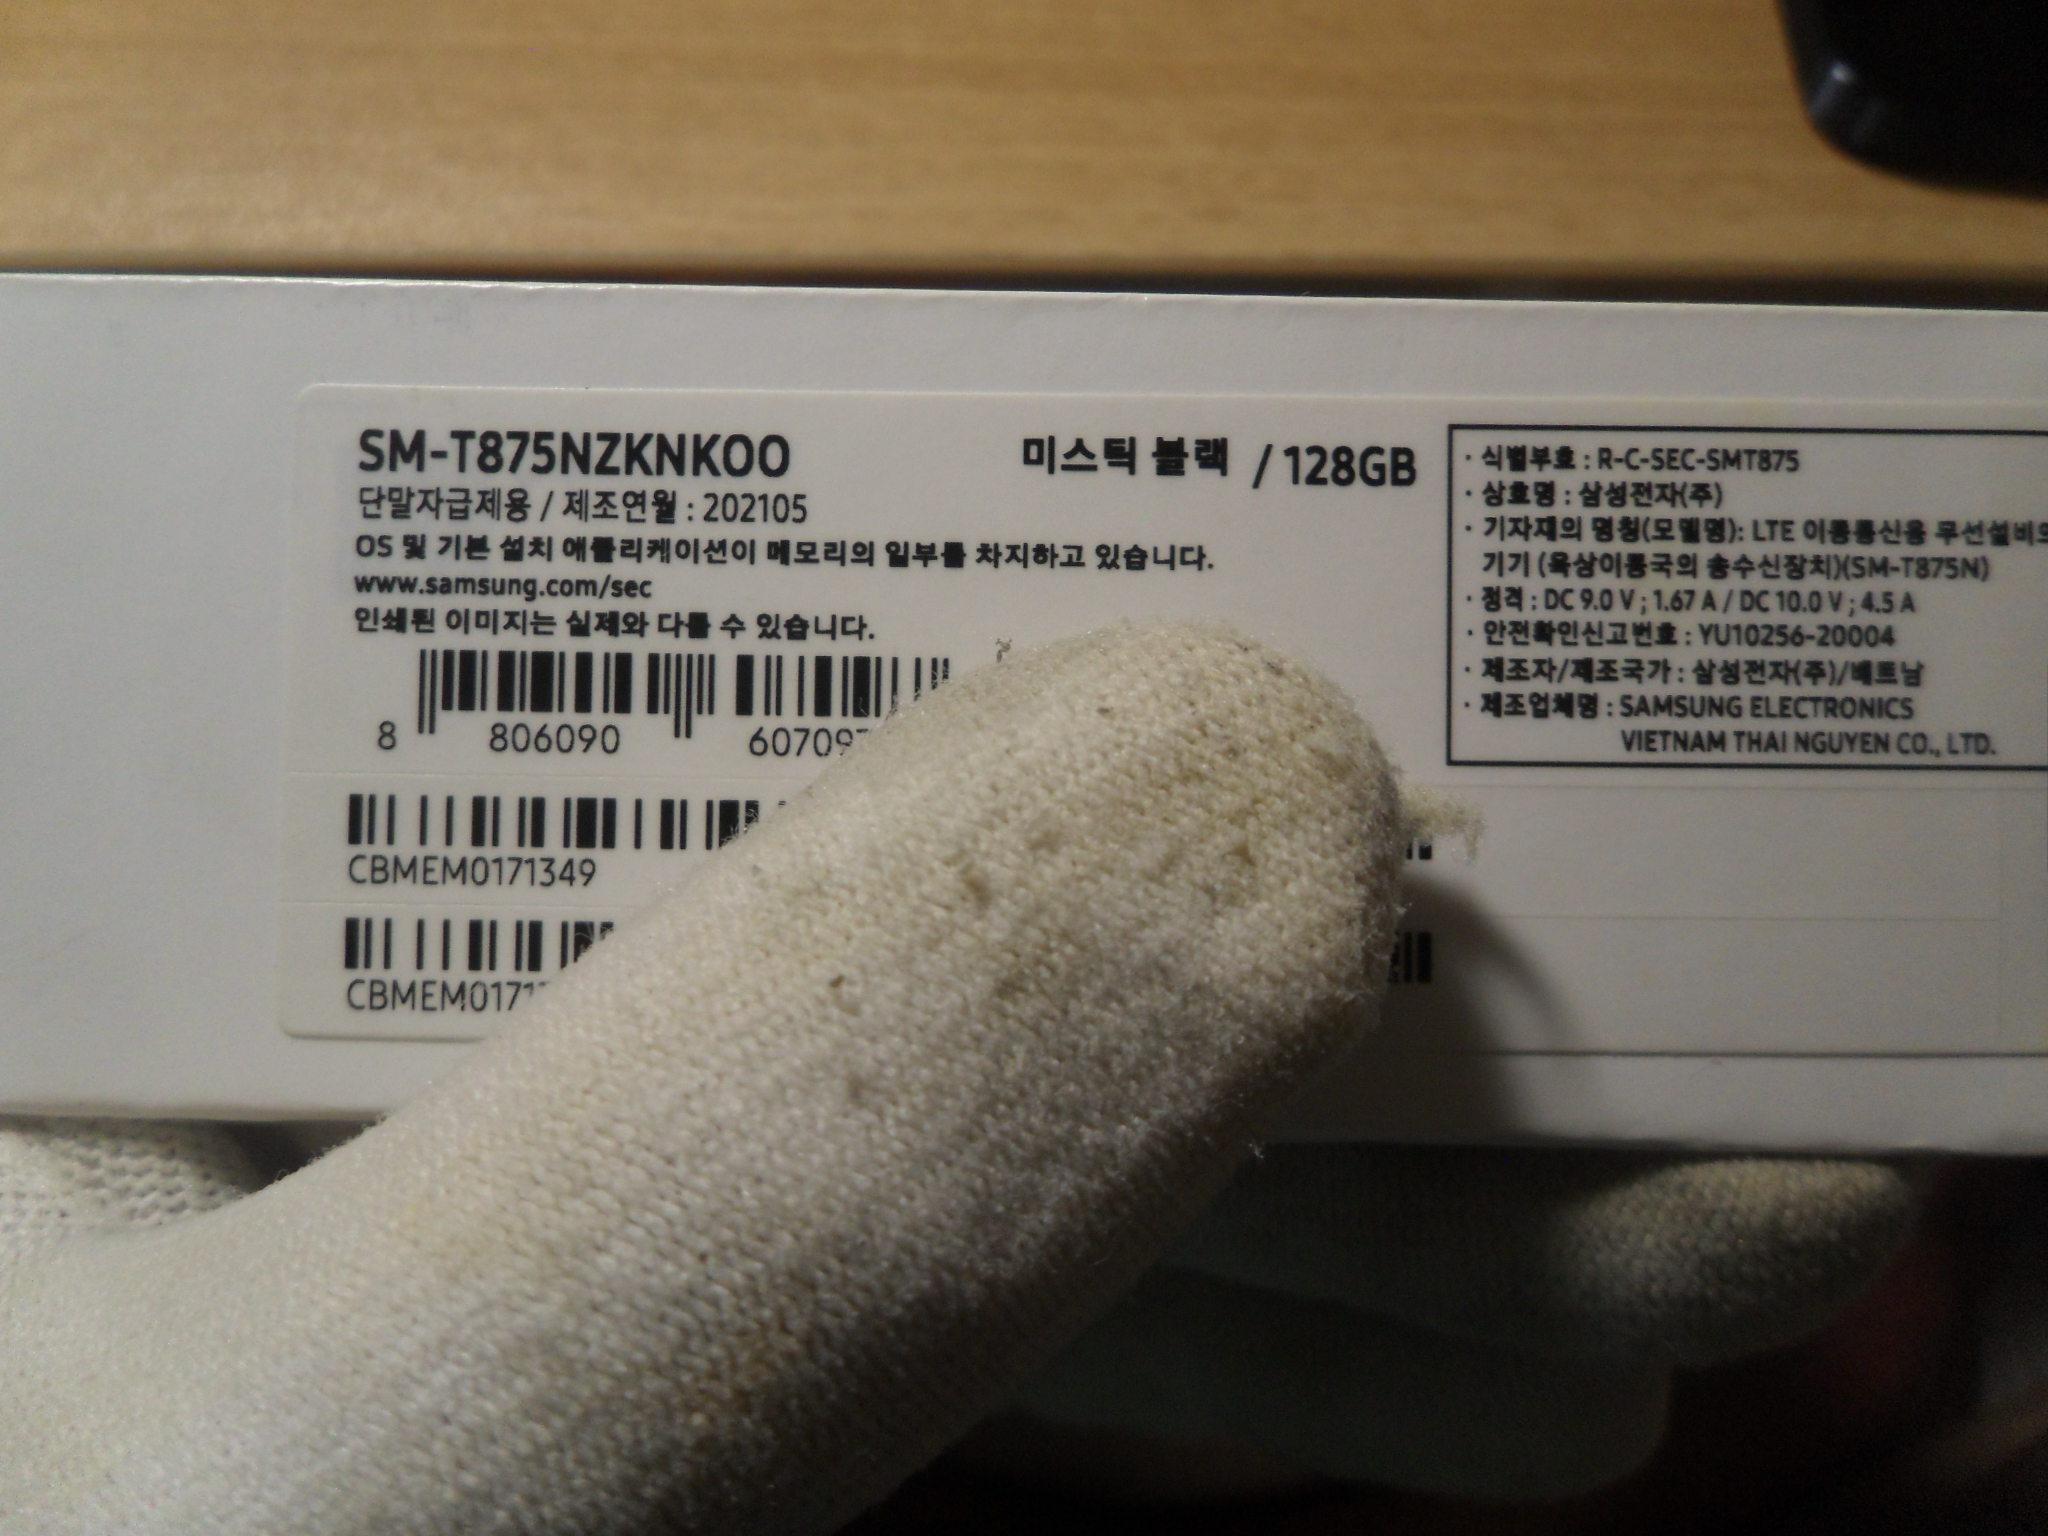 SM-T875NZKNKOO
미스틱 블랙 / 128GB
단말자급제용 / 제조연월 : 202105
OS 및 기본 설치 애플리케이션이 메모리의 일부를 차지하고 있습니다.
www.samsung.com/sec
인쇄된 이미지는 실제와 다를 수 있습니다.
8 806090 60709
CBMEM0171349
CBMEM0171
· 식별부호 : R-C-SEC-SMT875
· 상호명 : 삼성전자(주)
· 기자재의 명칭(모델명): LTE 이동통신용 무선설비의
기기 (육상이동국의 송수신장치)(SM-T875N)
· 정격 : DC 9.0 V ; 1.67 A / DC 10.0 V ; 4.5 A
· 안전확인신고번호 : YU10256-20004
· 제조자/제조국가 : 삼성전자(주)/베트남
· 제조업체명 : SAMSUNG ELECTRONICS
VIETNAM THAI NGUYEN CO., LTD.